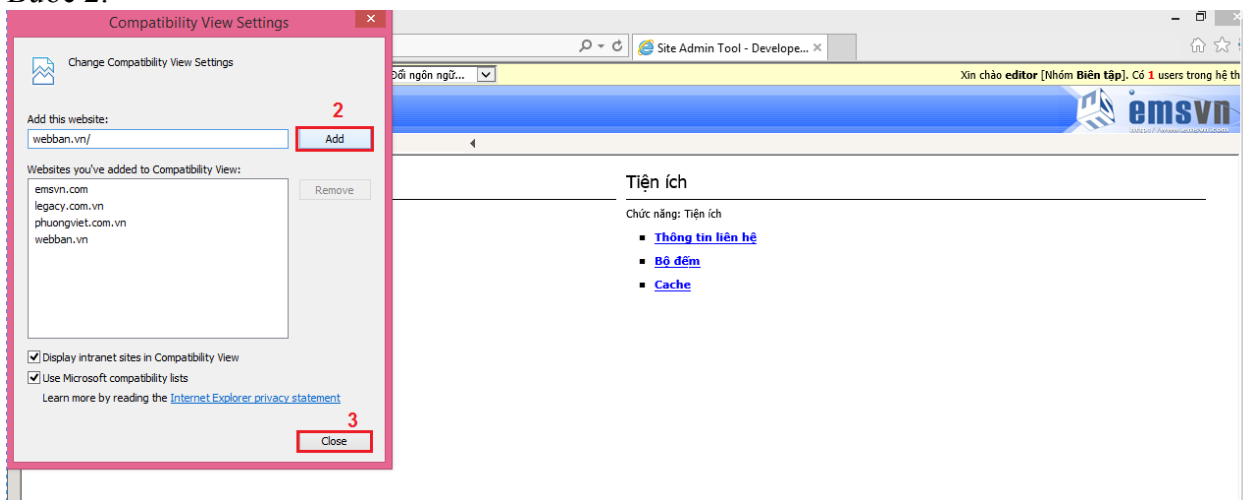 Bước 2:
Compatibility View Settings
Site Admin Tool - Develope...
Change Compatibility View Settings
Đổi ngôn ngữ...
Xin chào editor [Nhóm Biên tập]. Có 1 users trong hệ th
emsvn
Add this website:
2
webban.vn/
Add
Websites you've added to Compatibility View:
emsvn.com
legacy.com.vn
phuongviet.com.vn
webban.vn
Remove
Tiện ích
Chức năng: Tiện ích
Thông tin liên hệ
Bộ đếm
Cache
Display intranet sites in Compatibility View
Use Microsoft compatibility lists
Learn more by reading the Internet Explorer privacy statement
3
Close